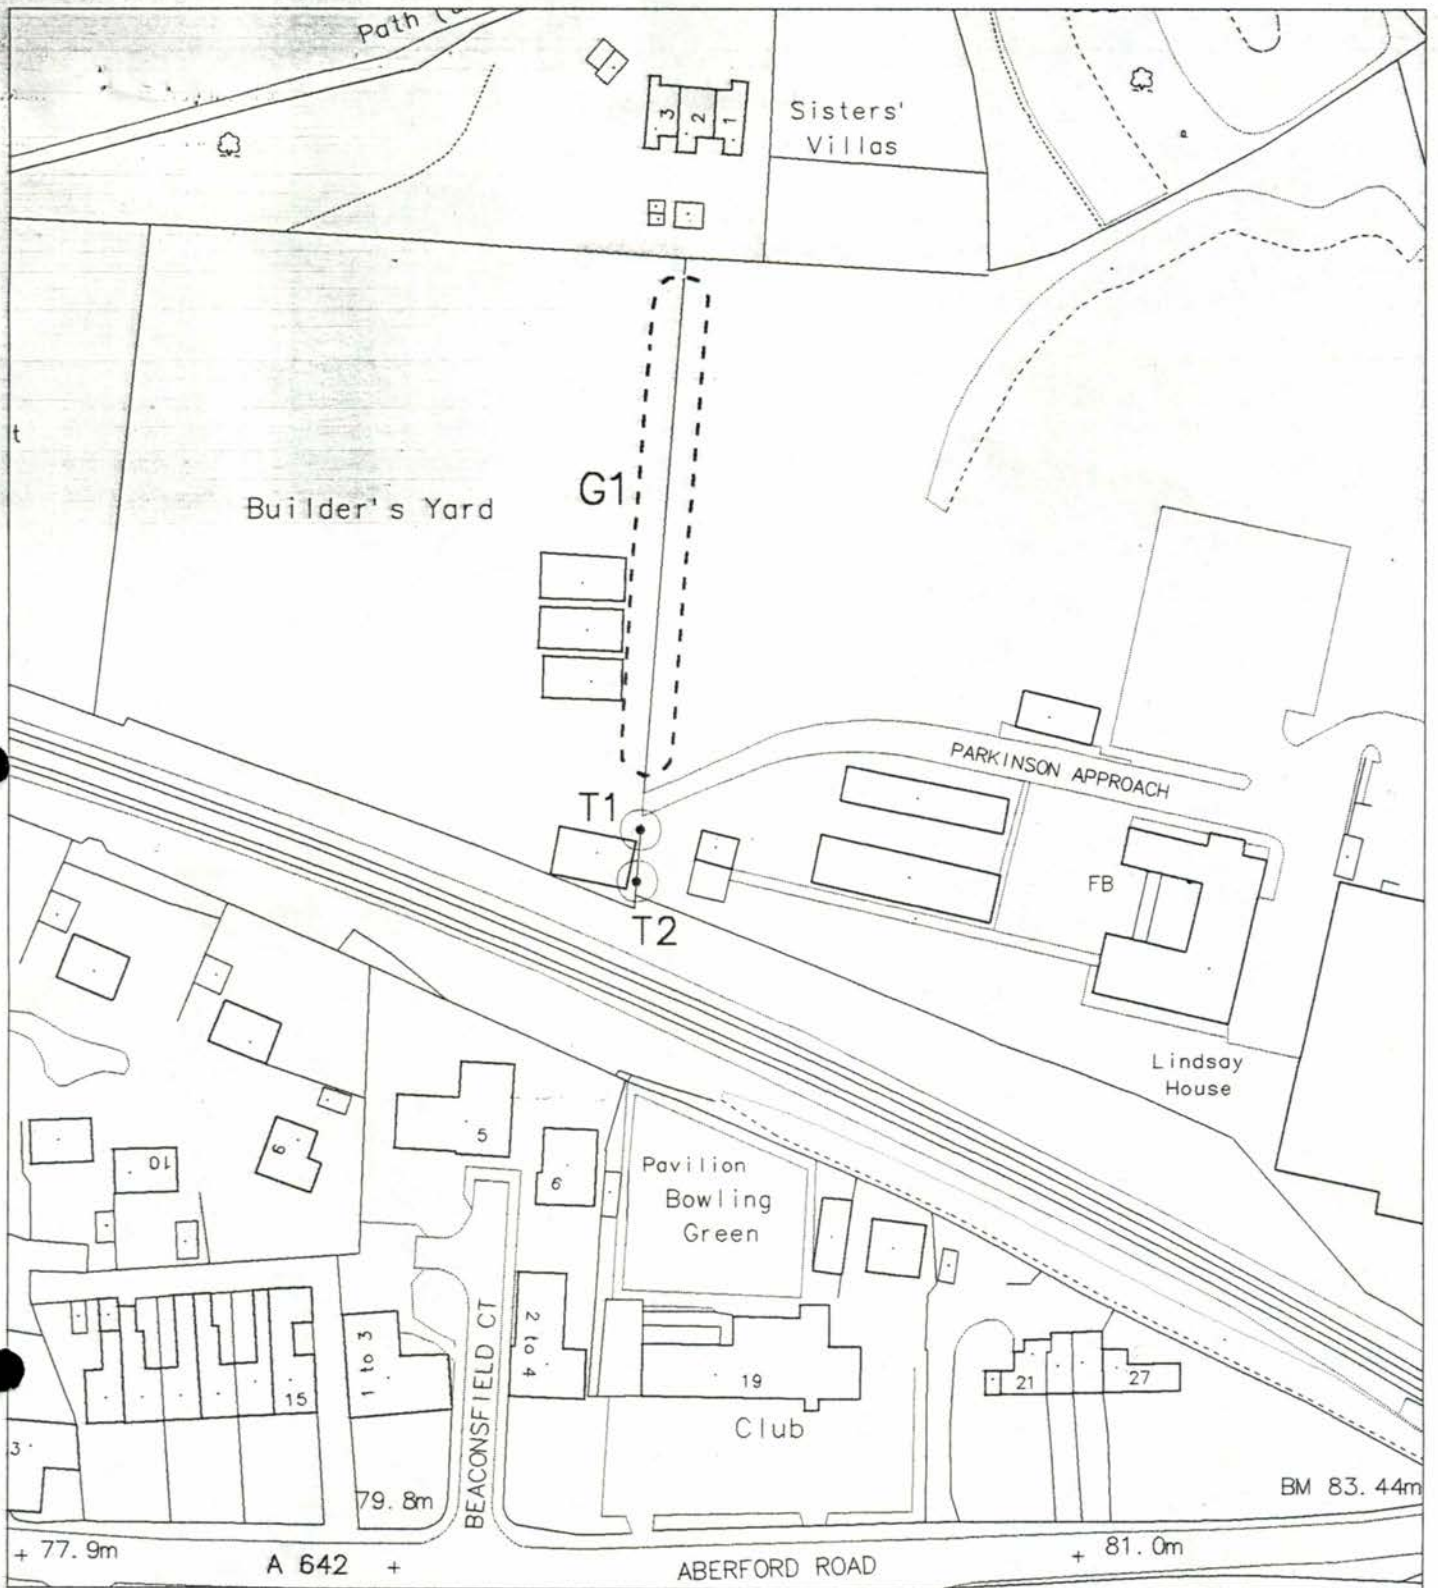 Path
3
2
1
Sisters'
Villas
t
G1
Builder's Yard
PARKINSON APPROACH
T1
FB
T2
Lindsay
House
5
6
9
10
Pavilion
Bowling
Green
6
BEACONSFIELD CT
2 to 4
1 to 3
15
19
21
27
Club
3
79.8m
BM 83.44m
77.9m
A 642
ABERFORD ROAD
81.0m